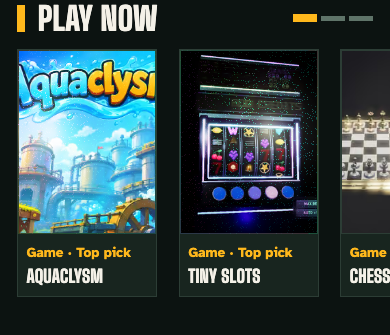 PLAY NOW
Aquaclysm
Game · Top pick
AQUACLYSM
Game · Top pick
TINY SLOTS
Game
CHESS